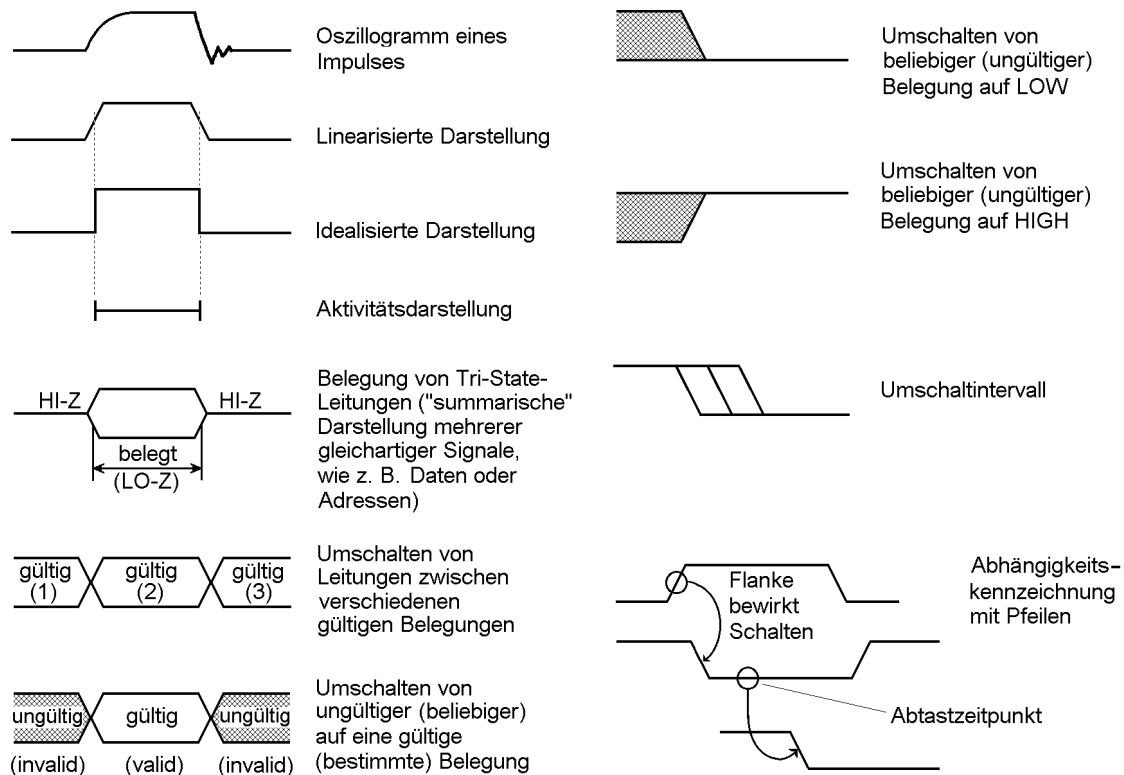 Oszillogramm eines
Impulses
Linearisierte Darstellung
Idealisierte Darstellung
Aktivitätsdarstellung
HI-Z
HI-Z
belegt
(LO-Z)
Belegung von Tri-State-
Leitungen ("summarische"
Darstellung mehrerer
gleichartiger Signale,
wie z. B. Daten oder
Adressen)
gültig
(1)
gültig
(2)
gültig
(3)
Umschalten von
Leitungen zwischen
verschiedenen
gültigen Belegungen
ungültig
gültig
ungültig
(invalid)
(valid)
(invalid)
Umschalten von
ungültiger (beliebiger)
auf eine gültige
(bestimmte) Belegung
Umschalten von
beliebiger (ungültiger)
Belegung auf LOW
Umschalten von
beliebiger (ungültiger)
Belegung auf HIGH
Umschaltintervall
Flanke
bewirkt
Schalten
Abhängigkeits-
kennzeichnung
mit Pfeilen
Abtastzeitpunkt